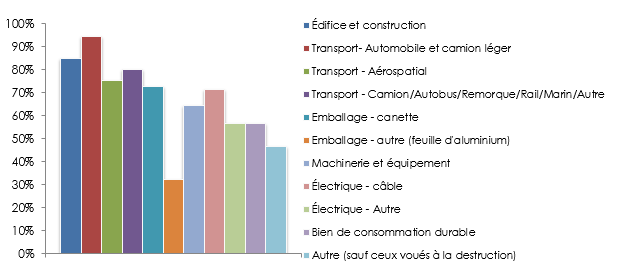 100%
90%
80%
70%
60%
50%
40%
30%
20%
10%
0%
Édifice et construction
Transport- Automobile et camion léger
Transport - Aérospatial
Transport - Camion/Autobus/Remorque/Rail/Marin/Autre
Emballage - canette
Emballage - autre (feuille d'aluminium)
Machinerie et équipement
Électrique - câble
Électrique - Autre
Bien de consommation durable
Autre (sauf ceux voués à la destruction)